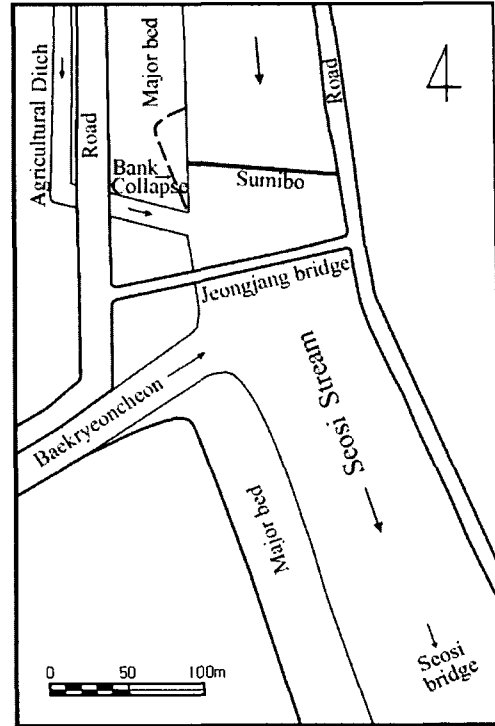 Agricultural Ditch
Road
Major bed
Road
4
Bank
Collapse
Sumibo
Jeongjang bridge
Baekryeoncheon
Seosi Stream
Major bed
Seosi
bridge
0 50 100m